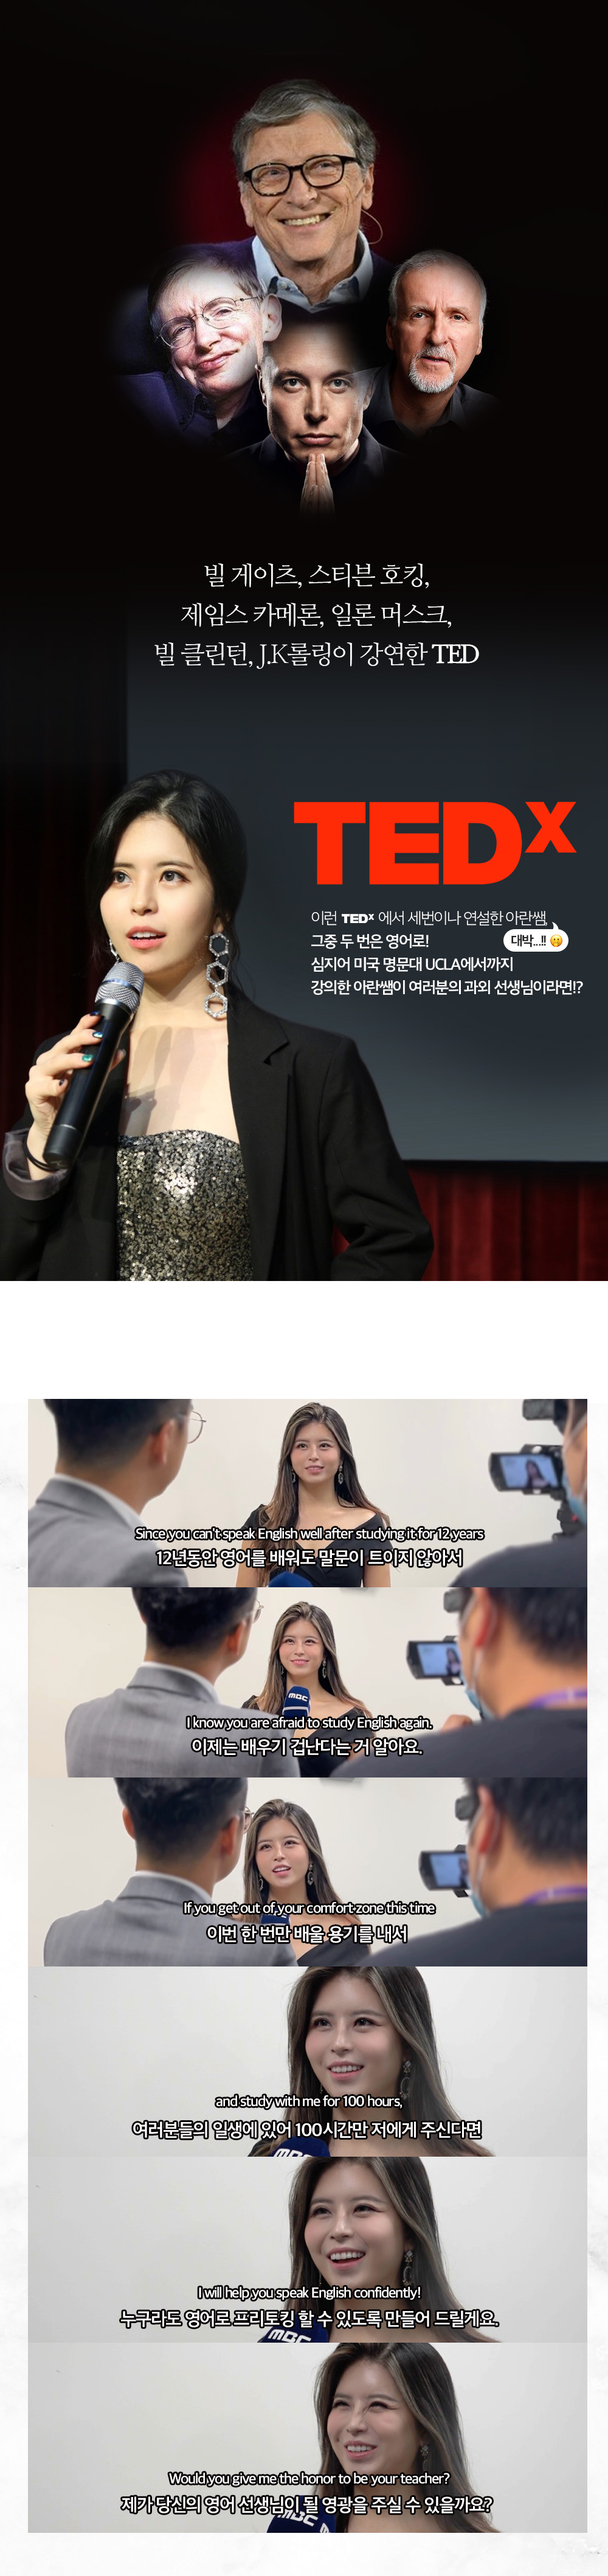 빌 게이츠, 스티븐 호킹,
제임스 카메론, 일론 머스크,
빌 클린턴, J.K롤링이 강연한 TED
TEDx
이런 TEDx 에서 세번이나 연설한 아란쌤,
그중 두 번은 영어로!
대박..!!
심지어 미국 명문대 UCLA에서까지
강의한 아란쌤이 여러분의 과외 선생님이라면!?
Since you can't speak English well after studying it for 12 years
12년동안 영어를 배워도 말문이 트이지 않아서
mbc
I know you are afraid to study English again.
이제는 배우기 겁난다는 거 알아요.
If you get out of your comfort zone this time
이번 한 번만 배울 용기를 내서
and study with me for 100 hours,
여러분들의 일생에 있어 100시간만 저에게 주신다면
I will help you speak English confidently!
누구라도 영어로 프리토킹 할 수 있도록 만들어 드릴게요.
mbc
Would you give me the honor to be your teacher?
제가 당신의 영어 선생님이 될 영광을 주실 수 있을까요?
mbc